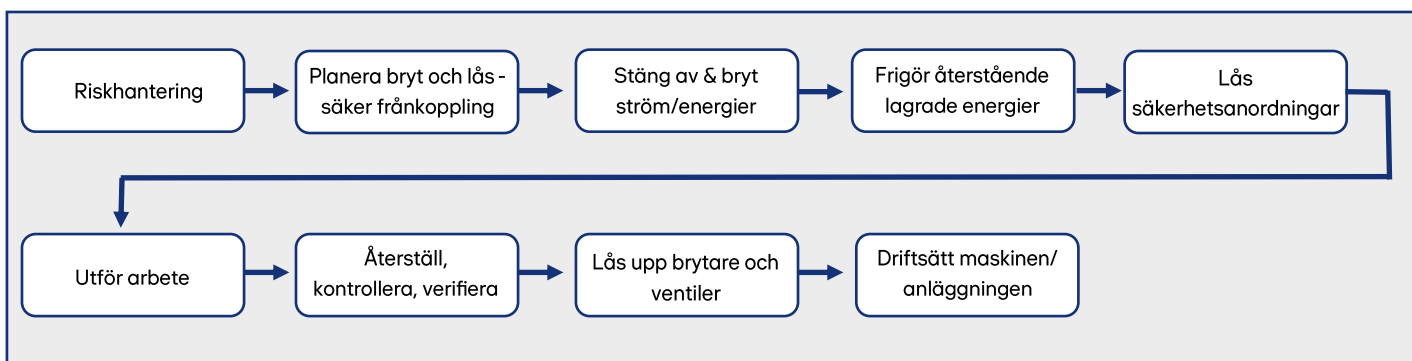 Riskhantering
Planera bryt och lås -
säker frånkoppling
Stäng av & bryt
ström/energier
Frigör återstående
lagrade energier
Lås
säkerhetsanordningar
Utför arbete
Återställ,
kontrollera, verifiera
Lås upp brytare och
ventiler
Driftsätt maskinen/
anläggningen